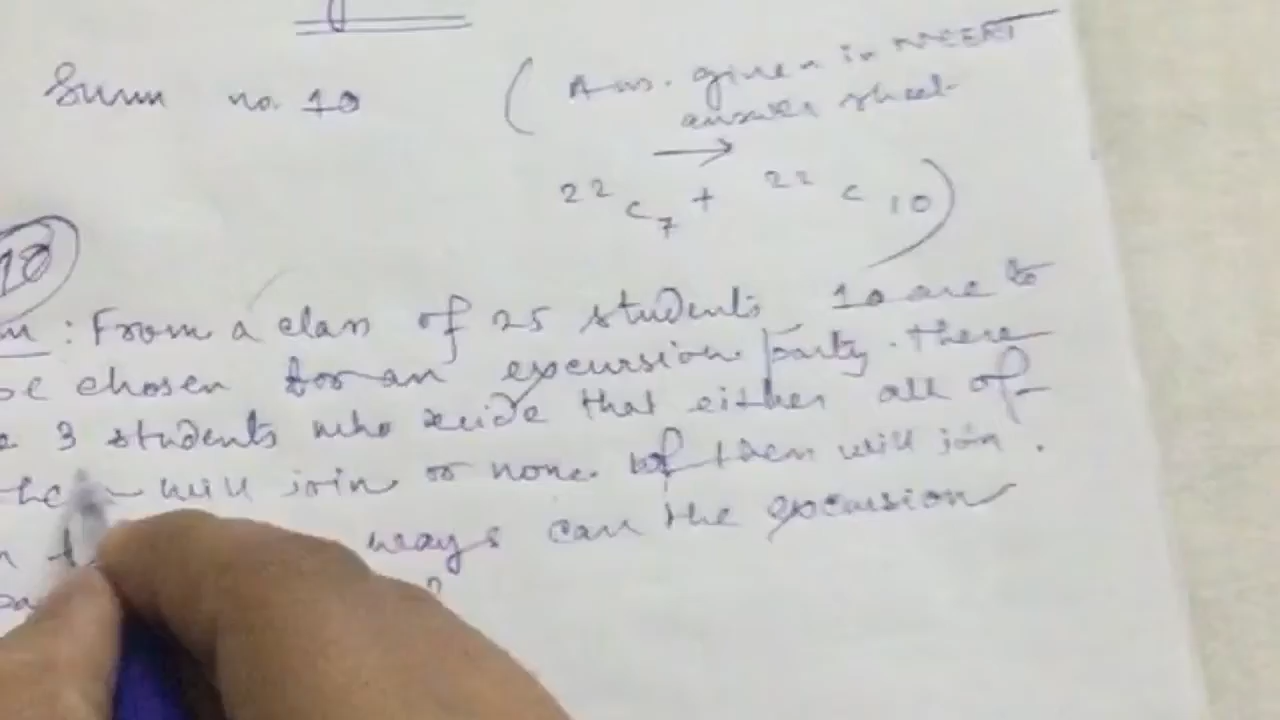 Sum no. 10
( Ans. given in NCERT
answer sheet
→
²²C₇ + ²²C₁₀ )
10
m : From a class of 25 students 10 are to
be chosen for an excursion party. There
e 3 students who decide that either all of
them will join or none of them will join.
ways can the excursion
?